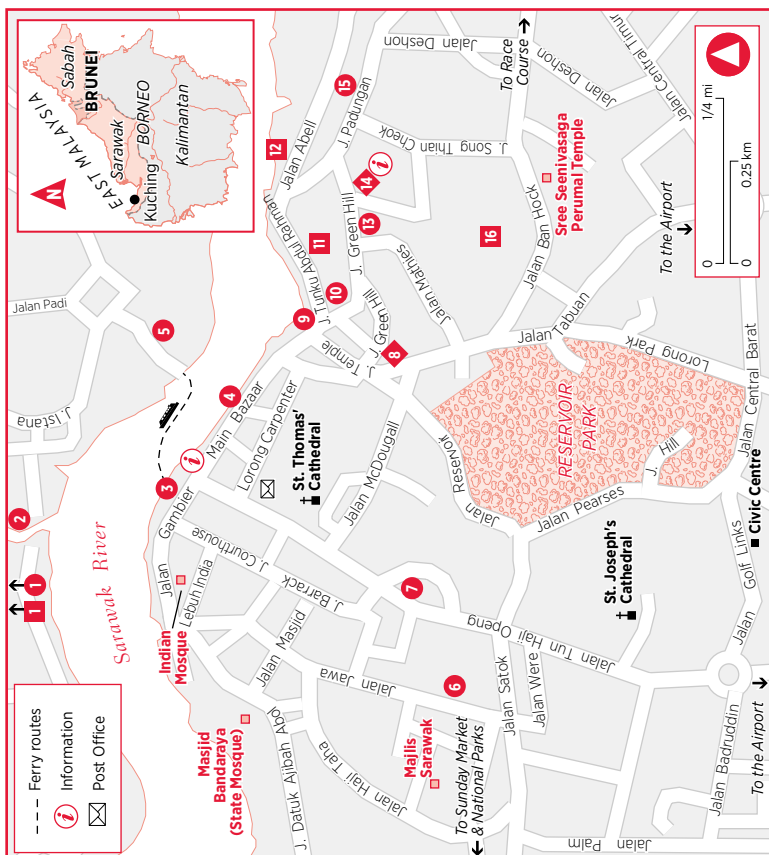 Ferry routes
Information
Post Office
EAST MALAYSIA
Sabah
BRUNEI
Sarawak
BORNEO
Kuching
Kalimantan
N
1/4 mi
0
0.25 km
0
1
1
2
3
4
5
6
7
8
9
10
11
12
13
14
15
16
Sarawak River
Jalan Padi
J. Istana
Jalan
Gambier
Main Bazaar
Lorong Carpenter
Lebuh India
J. Courthouse
J. Barrack
Jalan Masjid
Jalan Jawa
J. Datuk Ajibah Abol
Jalan Haji Taha
Indian
Mosque
Masjid
Bandaraya
(State Mosque)
Majlis
Sarawak
To Sunday Market
& National Parks
Jalan Satok
Jalan Were
Jalan Tun Haji Openg
St. Thomas'
Cathedral
Jalan McDougall
J. Temple
J. Green Hill
J. Green Hill
J. Tunku Abdul Rahman
Jalan Abell
J. Padungan
J. Song Thian Cheok
Jalan Deshon
Jalan Deshon
To Race
Course
Jalan Central Timur
Jalan Mathies
Jalan Ban Hock
Sree Seenivasaga
Perumal Temple
Jalan Tabuan
To the Airport
Lorong Park
Jalan Central Barat
RESERVOIR
PARK
Jalan
Reservok
Jalan Pearses
J. Hill
St. Joseph's
Cathedral
Civic Centre
Jalan
Golf Links
Jalan Badruddin
To the Airport
Jalan Palm